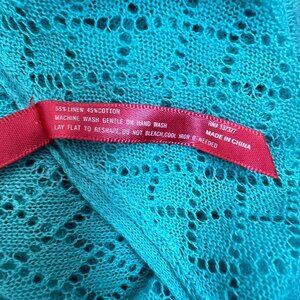 55% LINEN 45%COTTON
MACHINE WASH GENTLE OR HAND WASH
LAY FLAT TO RESHAPE, DO NOT BLEACH,COOL IRON IF NEEDED
MADE IN CHINA